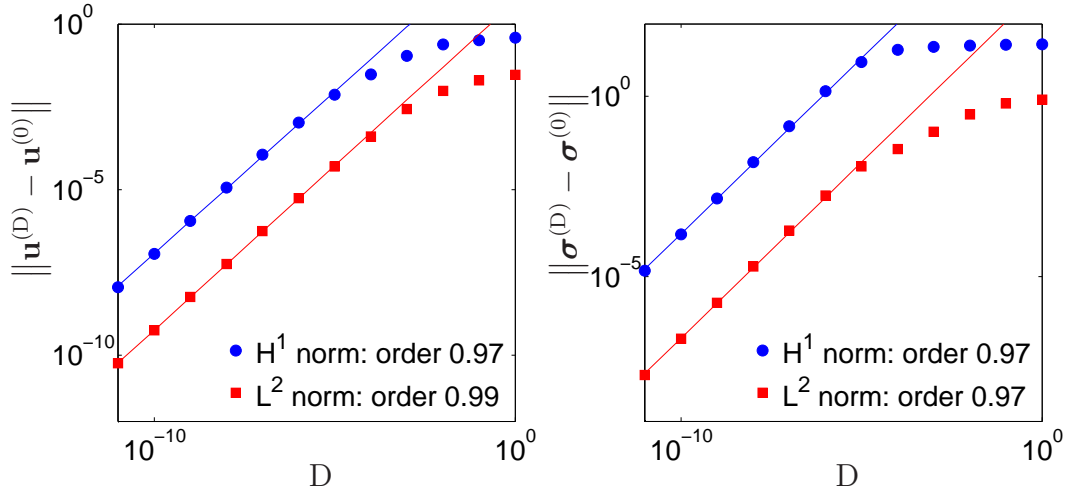 10^0
10^−5
10^−10
‖u^(D) − u^(0)‖
H^1 norm: order 0.97
L^2 norm: order 0.99
10^−10
10^0
D
10^0
10^−5
‖σ^(D) − σ^(0)‖
H^1 norm: order 0.97
L^2 norm: order 0.97
10^−10
10^0
D